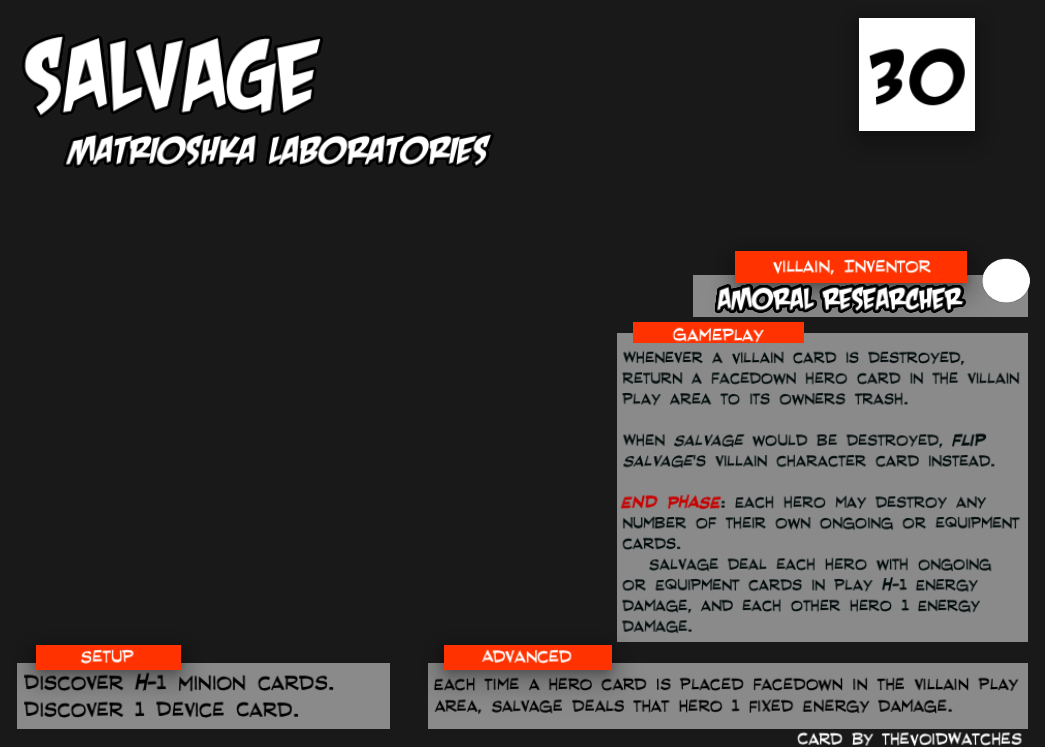 SALVAGE
MATRIOSHKA LABORATORIES
30
VILLAIN, INVENTOR
AMORAL RESEARCHER
GAMEPLAY
WHENEVER A VILLAIN CARD IS DESTROYED,
RETURN A FACEDOWN HERO CARD IN THE VILLAIN
PLAY AREA TO ITS OWNERS TRASH.
WHEN SALVAGE WOULD BE DESTROYED, FLIP
SALVAGE'S VILLAIN CHARACTER CARD INSTEAD.
END PHASE: EACH HERO MAY DESTROY ANY
NUMBER OF THEIR OWN ONGOING OR EQUIPMENT
CARDS.
SALVAGE DEAL EACH HERO WITH ONGOING
OR EQUIPMENT CARDS IN PLAY H-1 ENERGY
DAMAGE, AND EACH OTHER HERO 1 ENERGY
DAMAGE.
SETUP
DISCOVER H-1 MINION CARDS.
DISCOVER 1 DEVICE CARD.
ADVANCED
EACH TIME A HERO CARD IS PLACED FACEDOWN IN THE VILLAIN PLAY
AREA, SALVAGE DEALS THAT HERO 1 FIXED ENERGY DAMAGE.
CARD BY THEVOIDWATCHES